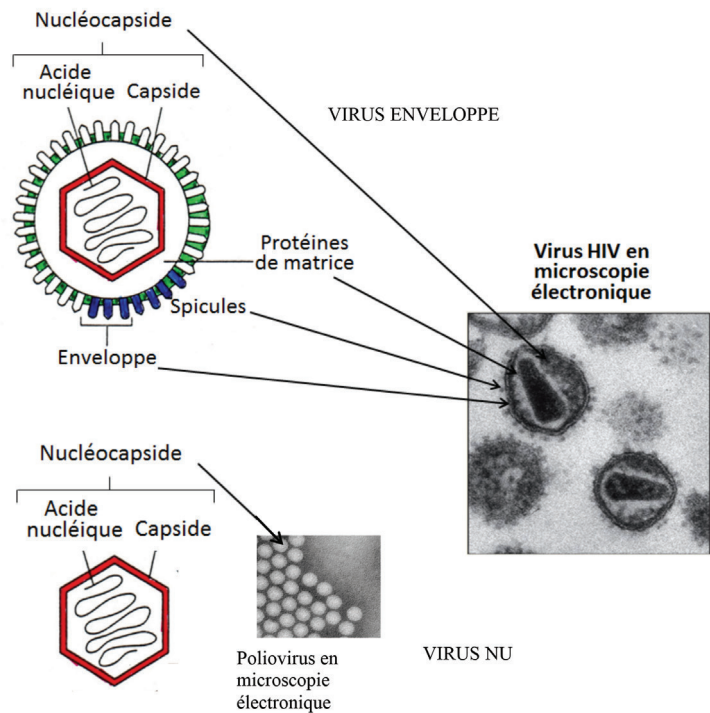 Nucléocapside
Acide
nucléique
Capside
VIRUS ENVELOPPE
Protéines
de matrice
Spicules
Enveloppe
Virus HIV en
microscopie
électronique
Nucléocapside
Acide
nucléique
Capside
Poliovirus en
microscopie
électronique
VIRUS NU